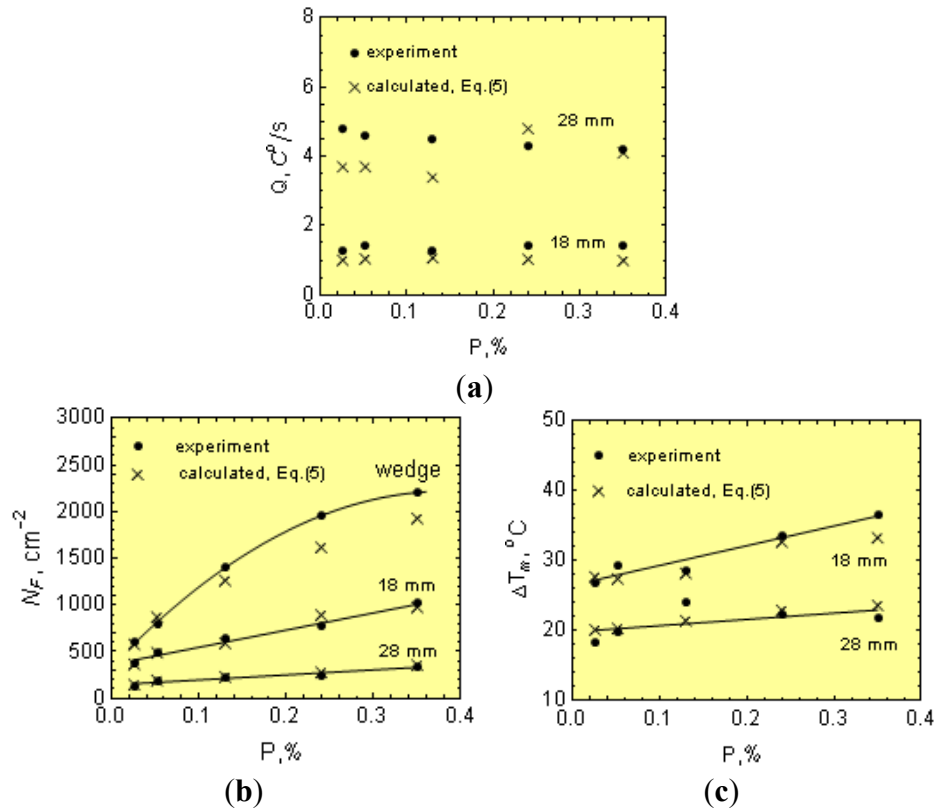 8
6
4
2
0
Q, C⁰/s
experiment
calculated, Eq.(5)
28 mm
18 mm
0.0 0.1 0.2 0.3 0.4
P,%
(a)
3000
2500
2000
1500
1000
500
0
N_F, cm⁻²
experiment
calculated, Eq.(5)
wedge
18 mm
28 mm
0.0 0.1 0.2 0.3 0.4
P,%
(b)
50
40
30
20
10
ΔT_m, °C
experiment
calculated, Eq.(5)
18 mm
28 mm
0.0 0.1 0.2 0.3 0.4
P,%
(c)